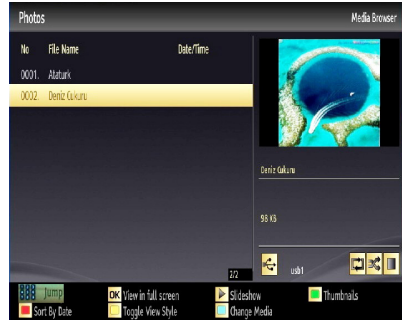 Photos Media Browser
No File Name Date/Time
0001. Ataturk
0002. Deniz Cukuru
Deniz Cukuru
98 KB
2/2 usb1
Jump OK View in full screen Slideshow Thumbnails
Sort By Date Toggle View Style Change Media